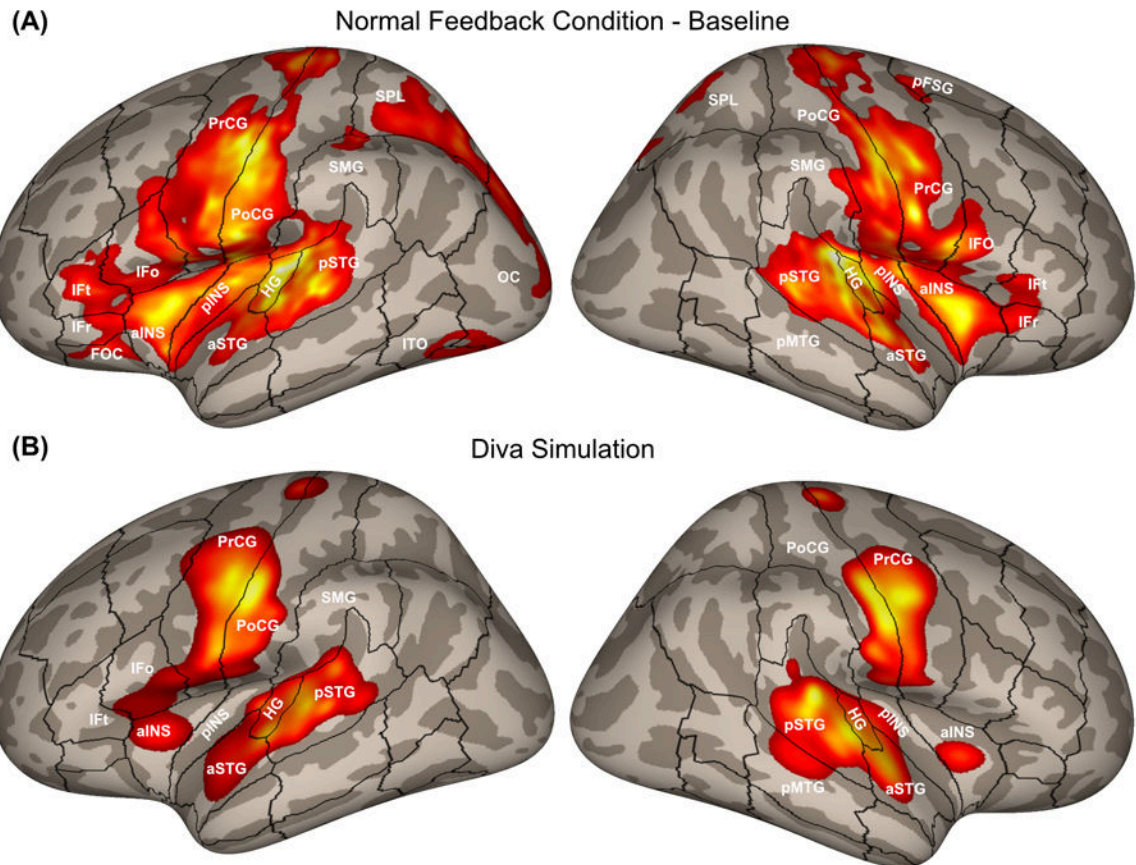 (A)
Normal Feedback Condition - Baseline
SPL
PrCG
SMG
PoCG
pSTG
IFo
HG
pINS
OC
IFt
aINS
IFr
FOC
aSTG
ITO
pFSG
SPL
PoCG
SMG
PrCG
IFO
pSTG
HG
pINS
aINS
IFt
IFr
pMTG
aSTG
(B)
Diva Simulation
PrCG
SMG
PoCG
IFo
pSTG
HG
pINS
IFt
aINS
aSTG
PoCG
PrCG
pSTG
HG
pINS
aINS
pMTG
aSTG